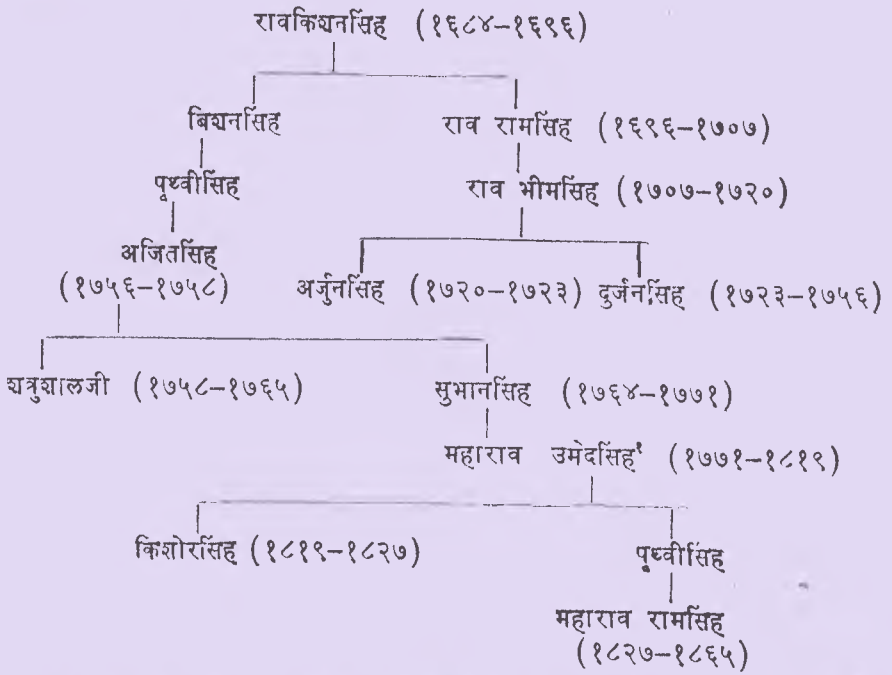 रावकिशनसिंह (१६८४-१६९६)
बिशनसिंह राव रामसिंह (१६९६-१७०७)
पृथ्वीसिंह राव भीमसिंह (१७०७-१७२०)
अजितसिंह
(१७५६-१७५८) अर्जुनसिंह (१७२०-१७२३) दुर्जनसिंह (१७२३-१७५६)
शत्रुशालजी (१७५८-१७६५) सुभानसिंह (१७६४-१७७१)
महाराव उमेदसिंह¹ (१७७१-१८१९)
किशोरसिंह (१८१९-१८२७) पृथ्वीसिंह
महाराव रामसिंह
(१८२७-१८६५)